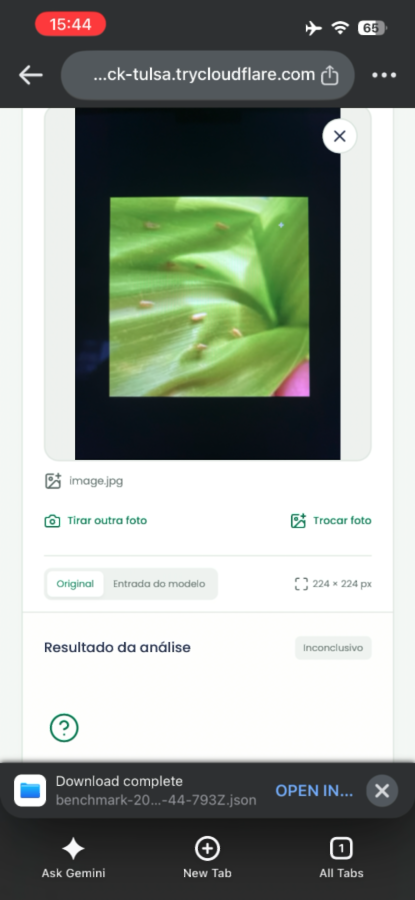 15:44
65
...ck-tulsa.trycloudflare.com
image.jpg
Tirar outra foto
Trocar foto
Original
Entrada do modelo
224 × 224 px
Resultado da análise
Inconclusivo
?
Download complete
benchmark-20...-44-793Z.json
OPEN IN...
Ask Gemini
New Tab
1
All Tabs